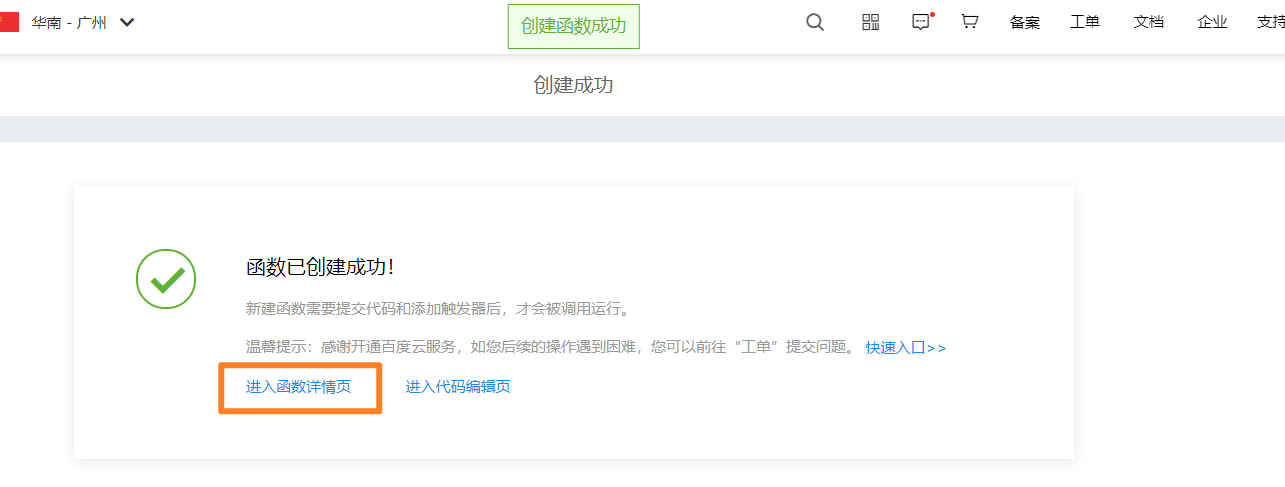 华南 - 广州
创建函数成功
备案
工单
文档
企业
支持
创建成功
函数已创建成功！
新建函数需要提交代码和添加触发器后，才会被调用运行。
温馨提示：感谢开通百度云服务，如您后续的操作遇到困难，您可以前往“工单”提交问题。 快速入口>>
进入函数详情页 进入代码编辑页